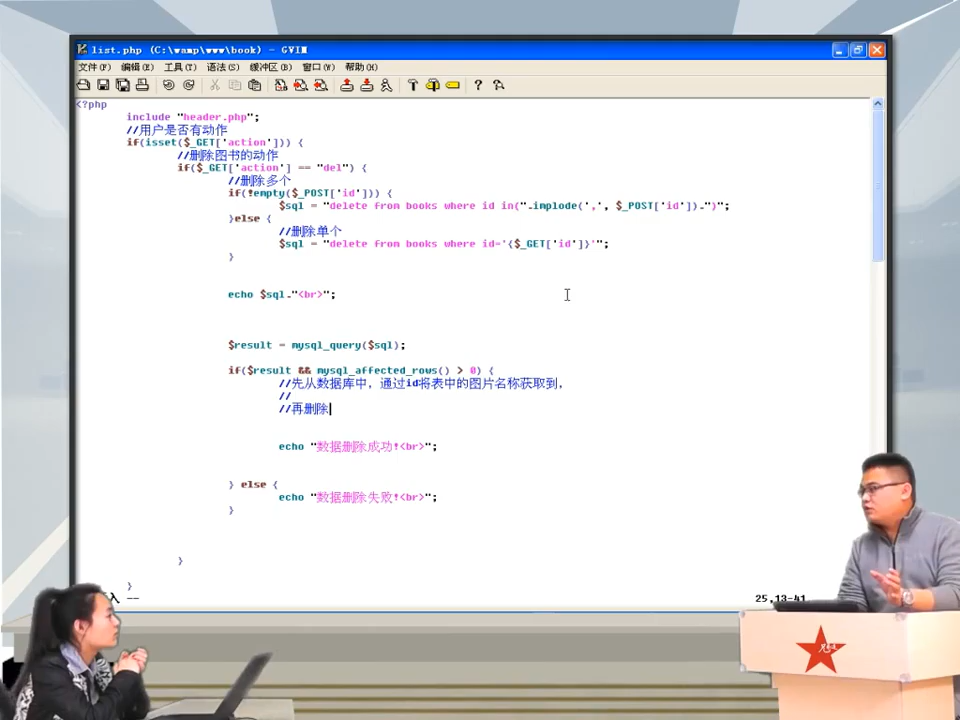 list.php (C:\wamp\www\book) - GVIM
文件(F) 编辑(E) 工具(T) 语法(S) 缓冲区(B) 窗口(W) 帮助(H)
<?php
include "header.php";
//用户是否有动作
if(isset($_GET['action'])) {
//删除图书的动作
if($_GET['action'] == "del") {
//删除多个
if(!empty($_POST['id'])) {
$sql = "delete from books where id in(".implode(',', $_POST['id']).")";
}else {
//删除单个
$sql = "delete from books where id='{$_GET['id']}'";
}
echo $sql."<br>";
$result = mysql_query($sql);
if($result && mysql_affected_rows() > 0) {
//先从数据库中，通过id将表中的图片名称获取到，
//
//再删除
echo "数据删除成功!<br>";
} else {
echo "数据删除失败!<br>";
}
}
}
入 --
25,13-41